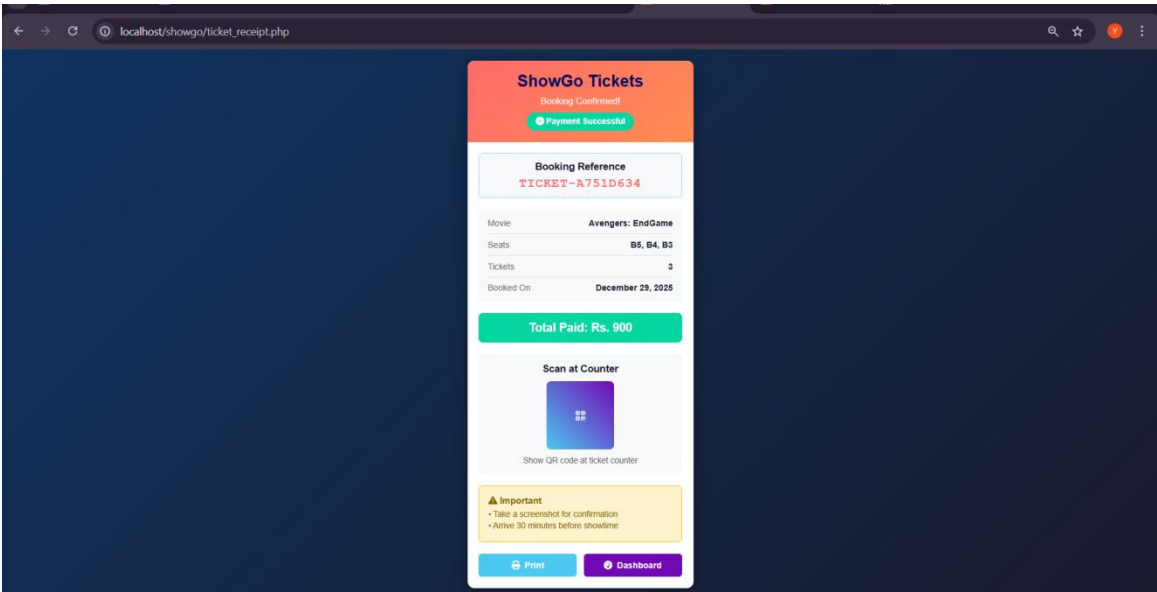 localhost/showgo/ticket_receipt.php
Y
ShowGo Tickets
Booking Confirmed!
Payment Successful
Booking Reference
TICKET-A751D634
Movie Avengers: EndGame
Seats B5, B4, B3
Tickets 3
Booked On December 29, 2025
Total Paid: Rs. 900
Scan at Counter
Show QR code at ticket counter
Important
• Take a screenshot for confirmation
• Arrive 30 minutes before showtime
Print Dashboard